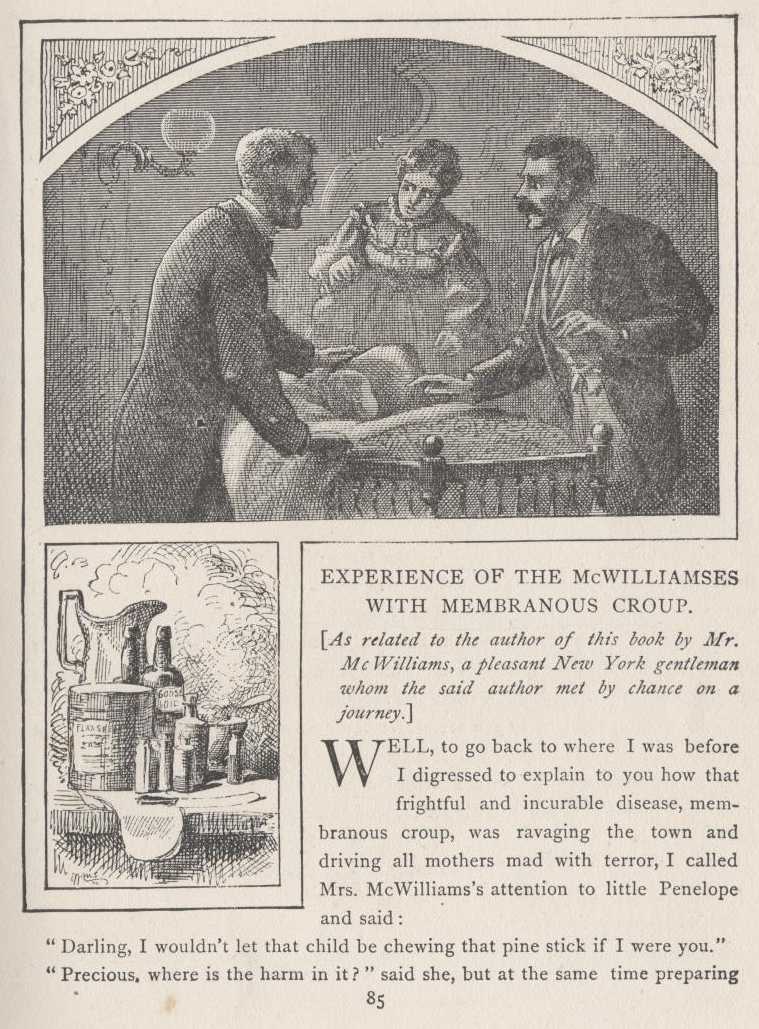 GOOSE
OIL
FLAXSEED
EXPERIENCE OF THE McWILLIAMSES
WITH MEMBRANOUS CROUP.
[As related to the author of this book by Mr.
McWilliams, a pleasant New York gentleman
whom the said author met by chance on a
journey.]
WELL, to go back to where I was before
I digressed to explain to you how that
frightful and incurable disease, mem-
branous croup, was ravaging the town and
driving all mothers mad with terror, I called
Mrs. McWilliams's attention to little Penelope
and said:
"Darling, I wouldn't let that child be chewing that pine stick if I were you."
"Precious, where is the harm in it?" said she, but at the same time preparing
85